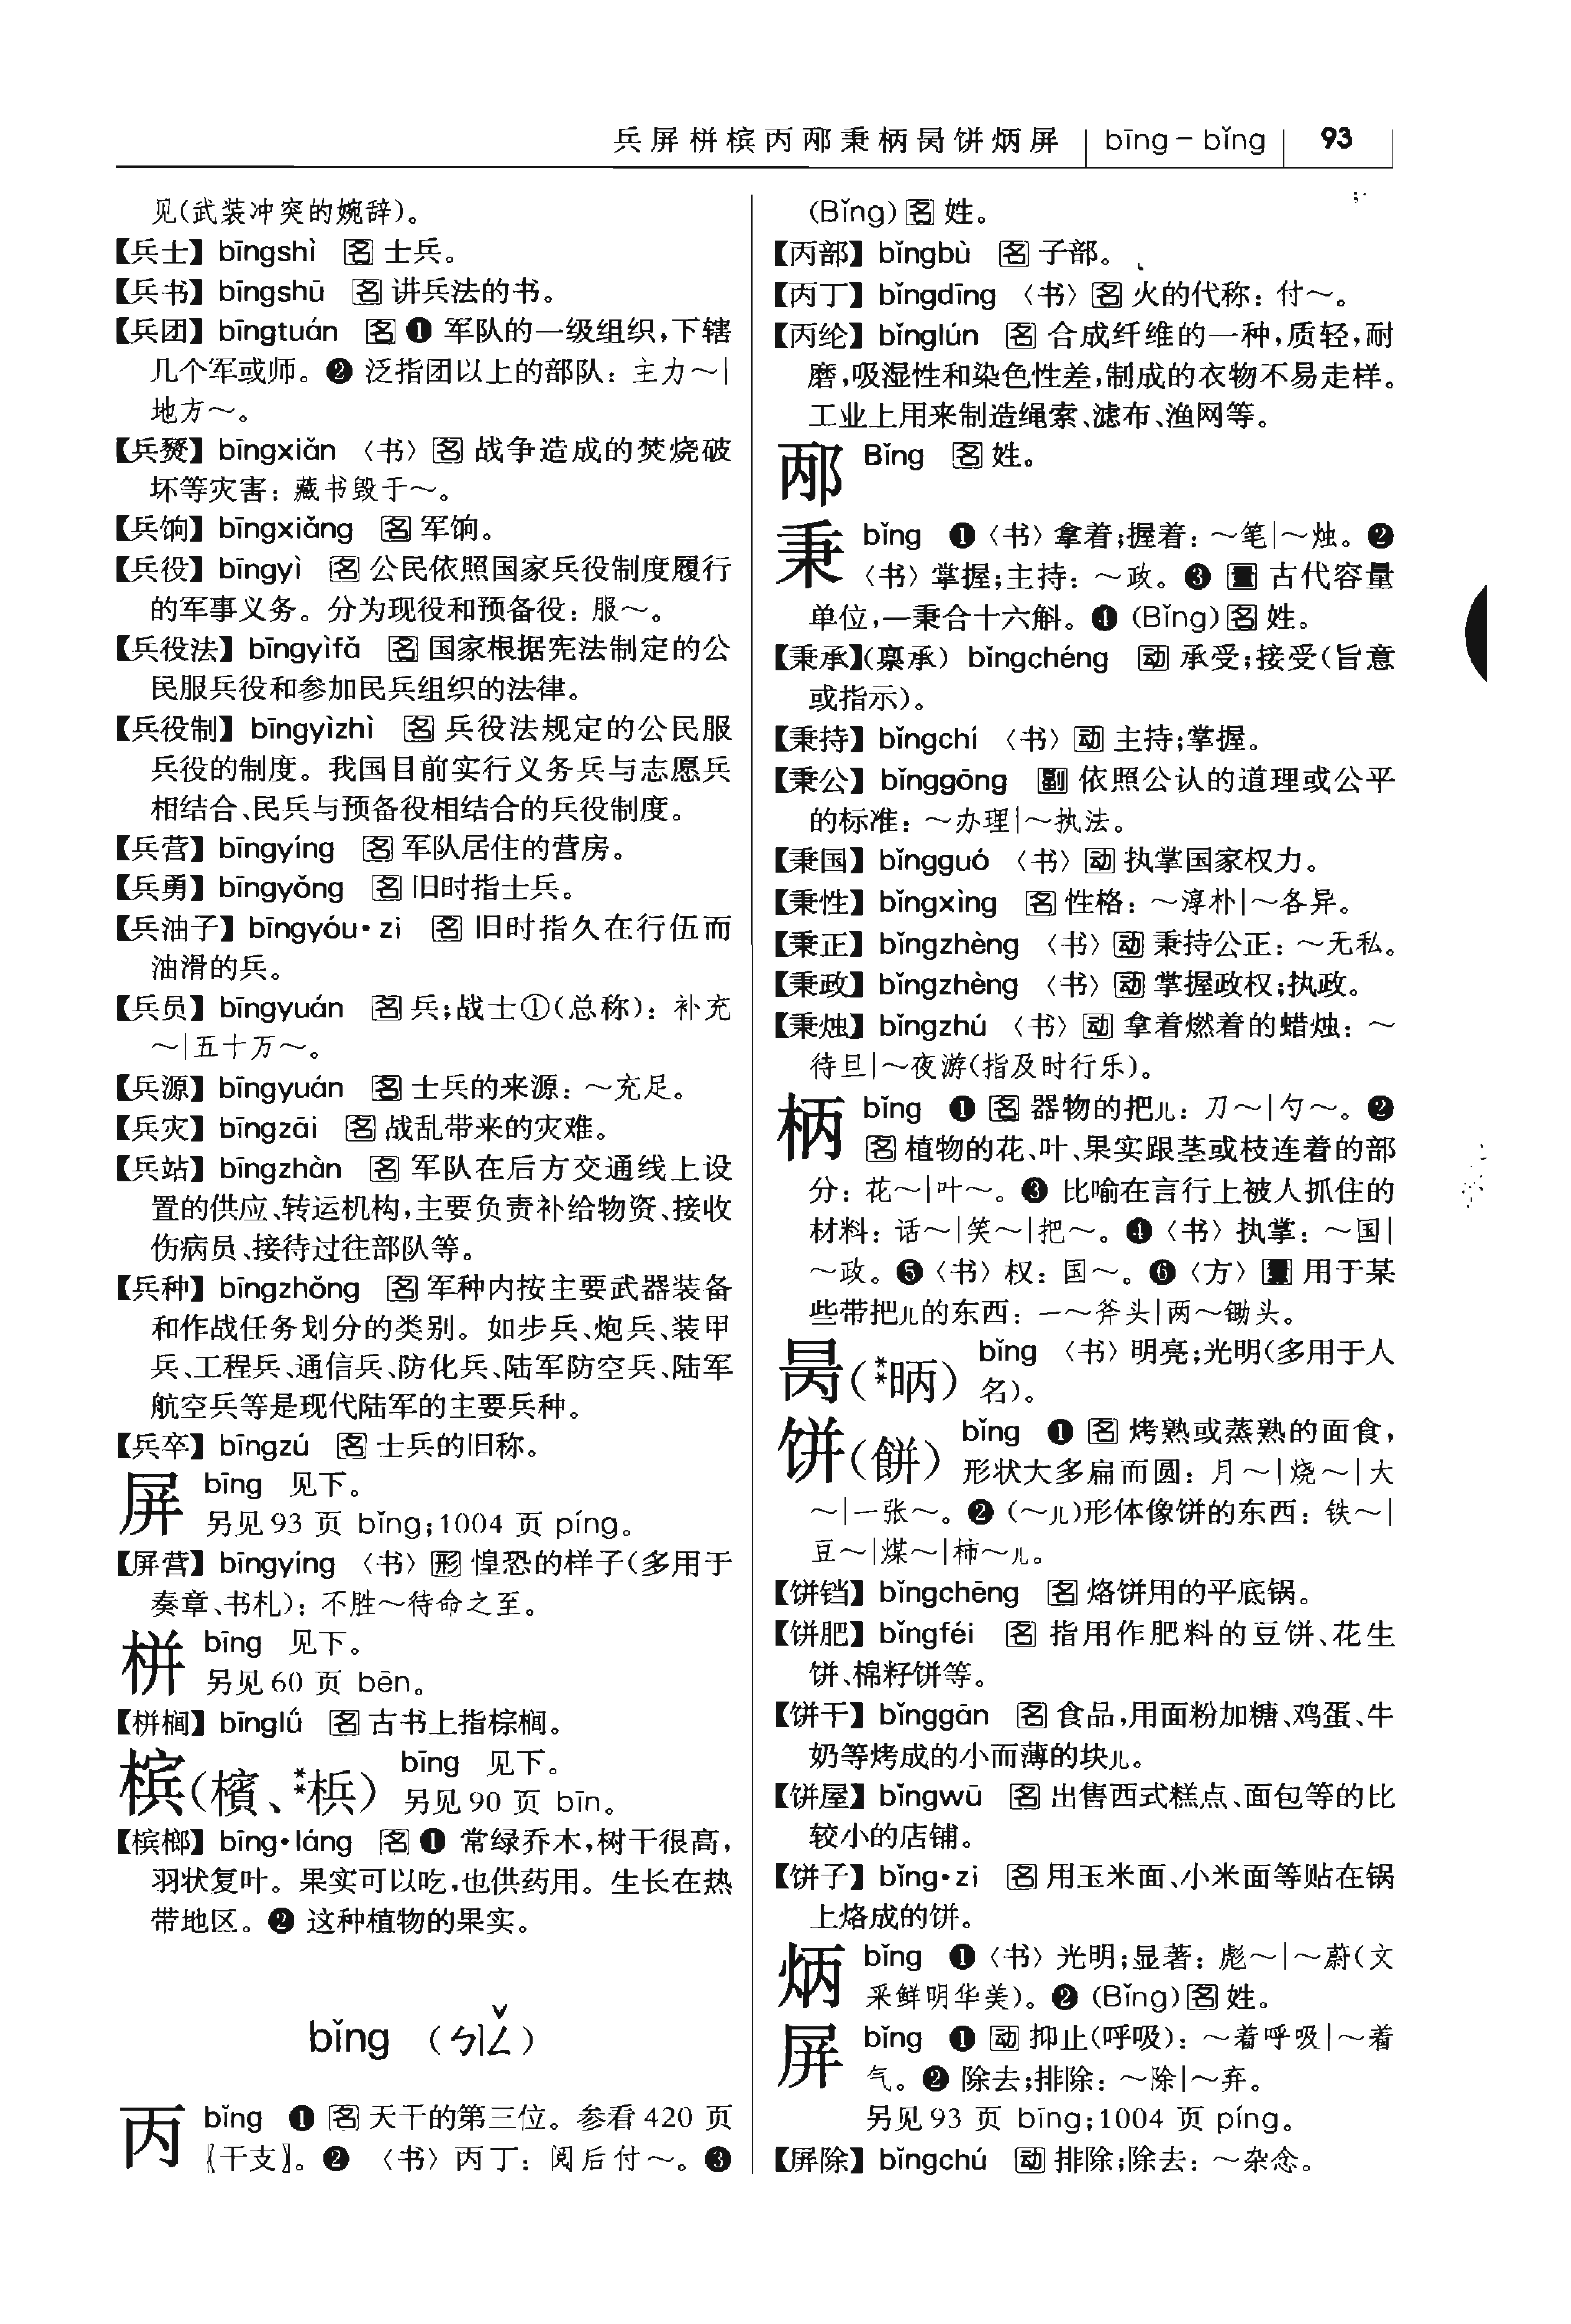 兵屏栟槟丙邴秉柄昺饼炳屏 | bīng－bǐng | 93
见(武装冲突的婉辞)。
【兵士】bīngshì 名 士兵。
【兵书】bīngshū 名 讲兵法的书。
【兵团】bīngtuán 名 ❶ 军队的一级组织,下辖
几个军或师。❷ 泛指团以上的部队：主力～|
地方～。
【兵燹】bīngxiǎn 〈书〉名 战争造成的焚烧破
坏等灾害：藏书毁于～。
【兵饷】bīngxiǎng 名 军饷。
【兵役】bīngyì 名 公民依照国家兵役制度履行
的军事义务。分为现役和预备役：服～。
【兵役法】bīngyìfǎ 名 国家根据宪法制定的公
民服兵役和参加民兵组织的法律。
【兵役制】bīngyìzhì 名 兵役法规定的公民服
兵役的制度。我国目前实行义务兵与志愿兵
相结合、民兵与预备役相结合的兵役制度。
【兵营】bīngyíng 名 军队居住的营房。
【兵勇】bīngyǒng 名 旧时指士兵。
【兵油子】bīngyóu·zi 名 旧时指久在行伍而
油滑的兵。
【兵员】bīngyuán 名 兵;战士①(总称)：补充
～|五十万～。
【兵源】bīngyuán 名 士兵的来源：～充足。
【兵灾】bīngzāi 名 战乱带来的灾难。
【兵站】bīngzhàn 名 军队在后方交通线上设
置的供应、转运机构,主要负责补给物资、接收
伤病员、接待过往部队等。
【兵种】bīngzhǒng 名 军种内按主要武器装备
和作战任务划分的类别。如步兵、炮兵、装甲
兵、工程兵、通信兵、防化兵、陆军防空兵、陆军
航空兵等是现代陆军的主要兵种。
【兵卒】bīngzú 名 士兵的旧称。
屏 bīng 见下。
另见93 页 bǐng;1004 页 píng。
【屏营】bīngyíng 〈书〉形 惶恐的样子(多用于
奏章、书札)：不胜～待命之至。
栟 bīng 见下。
另见60 页 bēn。
【栟榈】bīnglǘ 名 古书上指棕榈。
槟(檳、**梹) bīng 见下。
另见90 页 bīn。
【槟榔】bīng·láng 名 ❶ 常绿乔木,树干很高,
羽状复叶。果实可以吃,也供药用。生长在热
带地区。❷ 这种植物的果实。
bǐng （ㄅㄧㄥˇ）
丙 bǐng ❶ 名 天干的第三位。参看420 页
〖干支〗。❷ 〈书〉丙丁：阅后付～。❸
(Bǐng) 名 姓。
【丙部】bǐngbù 名 子部。
【丙丁】bǐngdīng 〈书〉名 火的代称：付～。
【丙纶】bǐnglún 名 合成纤维的一种,质轻,耐
磨,吸湿性和染色性差,制成的衣物不易走样。
工业上用来制造绳索、滤布、渔网等。
邴 Bǐng 名 姓。
秉 bǐng ❶〈书〉拿着;握着：～笔|～烛。❷
〈书〉掌握;主持：～政。❸ 量 古代容量
单位,一秉合十六斛。❹ (Bǐng) 名 姓。
【秉承】(禀承) bǐngchéng 动 承受;接受(旨意
或指示)。
【秉持】bǐngchí 〈书〉动 主持;掌握。
【秉公】bǐnggōng 副 依照公认的道理或公平
的标准：～办理|～执法。
【秉国】bǐngguó 〈书〉动 执掌国家权力。
【秉性】bǐngxìng 名 性格：～淳朴|～各异。
【秉正】bǐngzhèng 〈书〉动 秉持公正：～无私。
【秉政】bǐngzhèng 〈书〉动 掌握政权;执政。
【秉烛】bǐngzhú 〈书〉动 拿着燃着的蜡烛：～
待旦|～夜游(指及时行乐)。
柄 bǐng ❶ 名 器物的把儿：刀～|勺～。❷
名 植物的花、叶、果实跟茎或枝连着的部
分：花～|叶～。❸ 比喻在言行上被人抓住的
材料：话～|笑～|把～。❹〈书〉执掌：～国|
～政。❺〈书〉权：国～。❻〈方〉量 用于某
些带把儿的东西：一～斧头|两～锄头。
昺(**昞) bǐng 〈书〉明亮;光明(多用于人
名)。
饼(餅) bǐng ❶ 名 烤熟或蒸熟的面食,
形状大多扁而圆：月～|烧～|大
～|一张～。❷ (～儿)形体像饼的东西：铁～|
豆～|煤～|柿～儿。
【饼铛】bǐngchēng 名 烙饼用的平底锅。
【饼肥】bǐngféi 名 指用作肥料的豆饼、花生
饼、棉籽饼等。
【饼干】bǐnggān 名 食品,用面粉加糖、鸡蛋、牛
奶等烤成的小而薄的块儿。
【饼屋】bǐngwū 名 出售西式糕点、面包等的比
较小的店铺。
【饼子】bǐng·zi 名 用玉米面、小米面等贴在锅
上烙成的饼。
炳 bǐng ❶〈书〉光明;显著：彪～|～蔚(文
采鲜明华美)。❷ (Bǐng) 名 姓。
屏 bǐng ❶ 动 抑止(呼吸)：～着呼吸|～着
气。❷ 除去;排除：～除|～弃。
另见93 页 bīng;1004 页 píng。
【屏除】bǐngchú 动 排除;除去：～杂念。